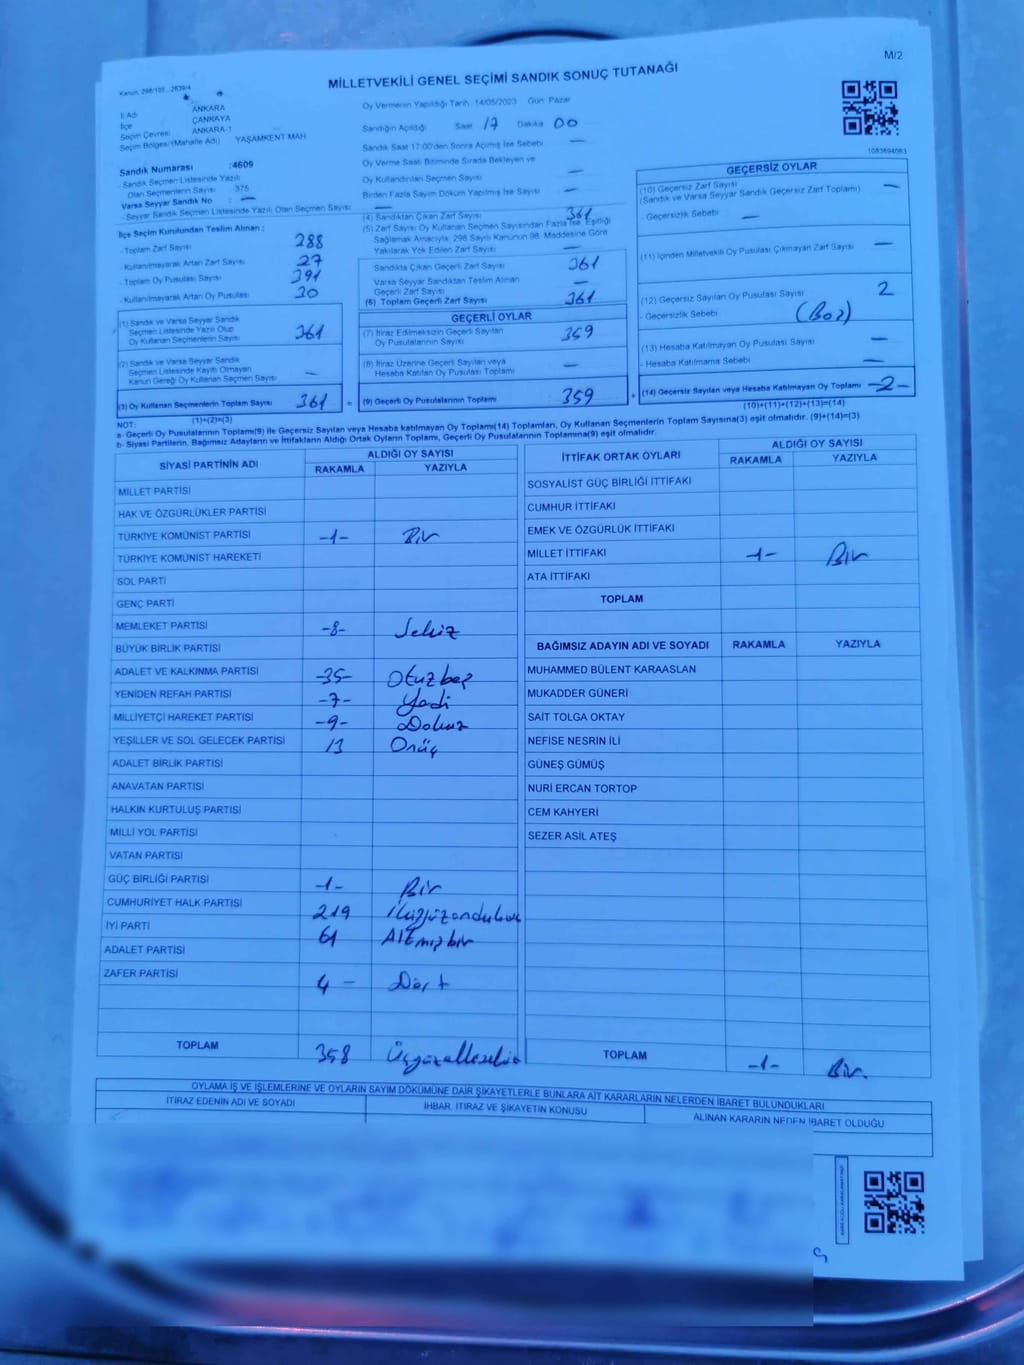 M/2
MİLLETVEKİLİ GENEL SEÇİMİ SANDIK SONUÇ TUTANAĞI
İl Adı ANKARA
İlçe ÇANKAYA
Seçim Çevresi ANKARA-1
Seçim Bölgesi (Mahalle Adı) YAŞAMKENT MAH
Sandık Numarası :4609
- Sandık Seçmen Listesinde Yazılı
Olan Seçmenlerin Sayısı : 375
Varsa Seyyar Sandık No : —
- Seyyar Sandık Seçmen Listesinde Yazılı Olan Seçmen Sayısı: —
İlçe Seçim Kurulundan Teslim Alınan :
- Toplam Zarf Sayısı 288
- Kullanılmayarak Artan Zarf Sayısı 27
- Toplam Oy Pusulası Sayısı 391
- Kullanılmayarak Artan Oy Pusulası 30
(1) Sandık ve Varsa Seyyar Sandık
Seçmen Listesinde Yazılı Olup
Oy Kullanan Seçmenlerin Sayısı 361
(2) Sandık ve Varsa Seyyar Sandık
Seçmen Listesinde Kayıtlı Olmayan
Kanun Gereği Oy Kullanan Seçmen Sayısı —
(3) Oy Kullanan Seçmenlerin Toplam Sayısı 361
(1)+(2)=(3)
Oy Vermenin Yapıldığı Tarih : 14/05/2023 Gün: Pazar
Sandığın Açıldığı Saat 17 Dakika 00
Sandık Saat 17:00'den Sonra Açılmış İse Sebebi —
Oy Verme Saati Bitiminde Sırada Bekleyen ve
Oy Kullandırılan Seçmen Sayısı —
Birden Fazla Sayım Döküm Yapılmış İse Sayısı —
(4) Sandıktan Çıkan Zarf Sayısı 361
(5) Zarf Sayısı Oy Kullanan Seçmen Sayısından Fazla İse, Eşitliği
Sağlamak Amacıyla, 298 Sayılı Kanunun 98. Maddesine Göre
Yakılarak Yok Edilen Zarf Sayısı —
Sandıkta Çıkan Geçerli Zarf Sayısı 361
Varsa Seyyar Sandıktan Teslim Alınan
Geçerli Zarf Sayısı —
(6) Toplam Geçerli Zarf Sayısı 361
GEÇERLİ OYLAR
(7) İtiraz Edilmeksizin Geçerli Sayılan
Oy Pusulalarının Sayısı 359
(8) İtiraz Üzerine Geçerli Sayılan veya
Hesaba Katılan Oy Pusulası Toplamı —
= (9) Geçerli Oy Pusulalarının Toplamı 359
1083694063
GEÇERSİZ OYLAR
(10) Geçersiz Zarf Sayısı —
(Sandık ve Varsa Seyyar Sandık Geçersiz Zarf Toplamı)
- Geçersizlik Sebebi —
(11) İçinden Milletvekili Oy Pusulası Çıkmayan Zarf Sayısı —
(12) Geçersiz Sayılan Oy Pusulası Sayısı 2
- Geçersizlik Sebebi (Boş)
(13) Hesaba Katılmayan Oy Pusulası Sayısı —
- Hesaba Katılmama Sebebi —
+ (14) Geçersiz Sayılan veya Hesaba Katılmayan Oy Toplamı -2-
(10)+(11)+(12)+(13)=(14)
NOT:
a- Geçerli Oy Pusulalarının Toplamı(9) ile Geçersiz Sayılan veya Hesaba katılmayan Oy Toplamı(14) Toplamları, Oy Kullanan Seçmenlerin Toplam Sayısına(3) eşit olmalıdır. (9)+(14)=(3)
b- Siyasi Partilerin, Bağımsız Adayların ve İttifakların Aldığı Ortak Oyların Toplamı, Geçerli Oy Pusulalarının Toplamına(9) eşit olmalıdır.
SİYASİ PARTİNİN ADI ALDIĞI OY SAYISI
RAKAMLA YAZIYLA
MİLLET PARTİSİ
HAK VE ÖZGÜRLÜKLER PARTİSİ
TÜRKİYE KOMÜNİST PARTİSİ -1- Bir
TÜRKİYE KOMÜNİST HAREKETİ
SOL PARTİ
GENÇ PARTİ
MEMLEKET PARTİSİ -8- Sekiz
BÜYÜK BİRLİK PARTİSİ
ADALET VE KALKINMA PARTİSİ -35- Otuzbeş
YENİDEN REFAH PARTİSİ -7- Yedi
MİLLİYETÇİ HAREKET PARTİSİ -9- Dokuz
YEŞİLLER VE SOL GELECEK PARTİSİ 13 Onüç
ADALET BİRLİK PARTİSİ
ANAVATAN PARTİSİ
HALKIN KURTULUŞ PARTİSİ
MİLLİ YOL PARTİSİ
VATAN PARTİSİ
GÜÇ BİRLİĞİ PARTİSİ -1- Bir
CUMHURİYET HALK PARTİSİ 219 İkiyüzondokuz
İYİ PARTİ 61 Altmışbir
ADALET PARTİSİ
ZAFER PARTİSİ 4 - Dört
TOPLAM 358 Üçyüzellisekiz
İTTİFAK ORTAK OYLARI ALDIĞI OY SAYISI
RAKAMLA YAZIYLA
SOSYALİST GÜÇ BİRLİĞİ İTTİFAKI
CUMHUR İTTİFAKI
EMEK VE ÖZGÜRLÜK İTTİFAKI
MİLLET İTTİFAKI -1- Bir
ATA İTTİFAKI
TOPLAM
BAĞIMSIZ ADAYIN ADI VE SOYADI RAKAMLA YAZIYLA
MUHAMMED BÜLENT KARAASLAN
MUKADDER GÜNERİ
SAİT TOLGA OKTAY
NEFİSE NESRİN İLİ
GÜNEŞ GÜMÜŞ
NURİ ERCAN TORTOP
CEM KAHYERİ
SEZER ASİL ATEŞ
TOPLAM -1- Bir.
OYLAMA İŞ VE İŞLEMLERİNE VE OYLARIN SAYIM DÖKÜMÜNE DAİR ŞİKAYETLERLE BUNLARA AİT KARARLARIN NELERDEN İBARET BULUNDUKLARI
İTİRAZ EDENİN ADI VE SOYADI İHBAR, İTİRAZ VE ŞİKAYETİN KONUSU ALINAN KARARIN NEDEN İBARET OLDUĞU